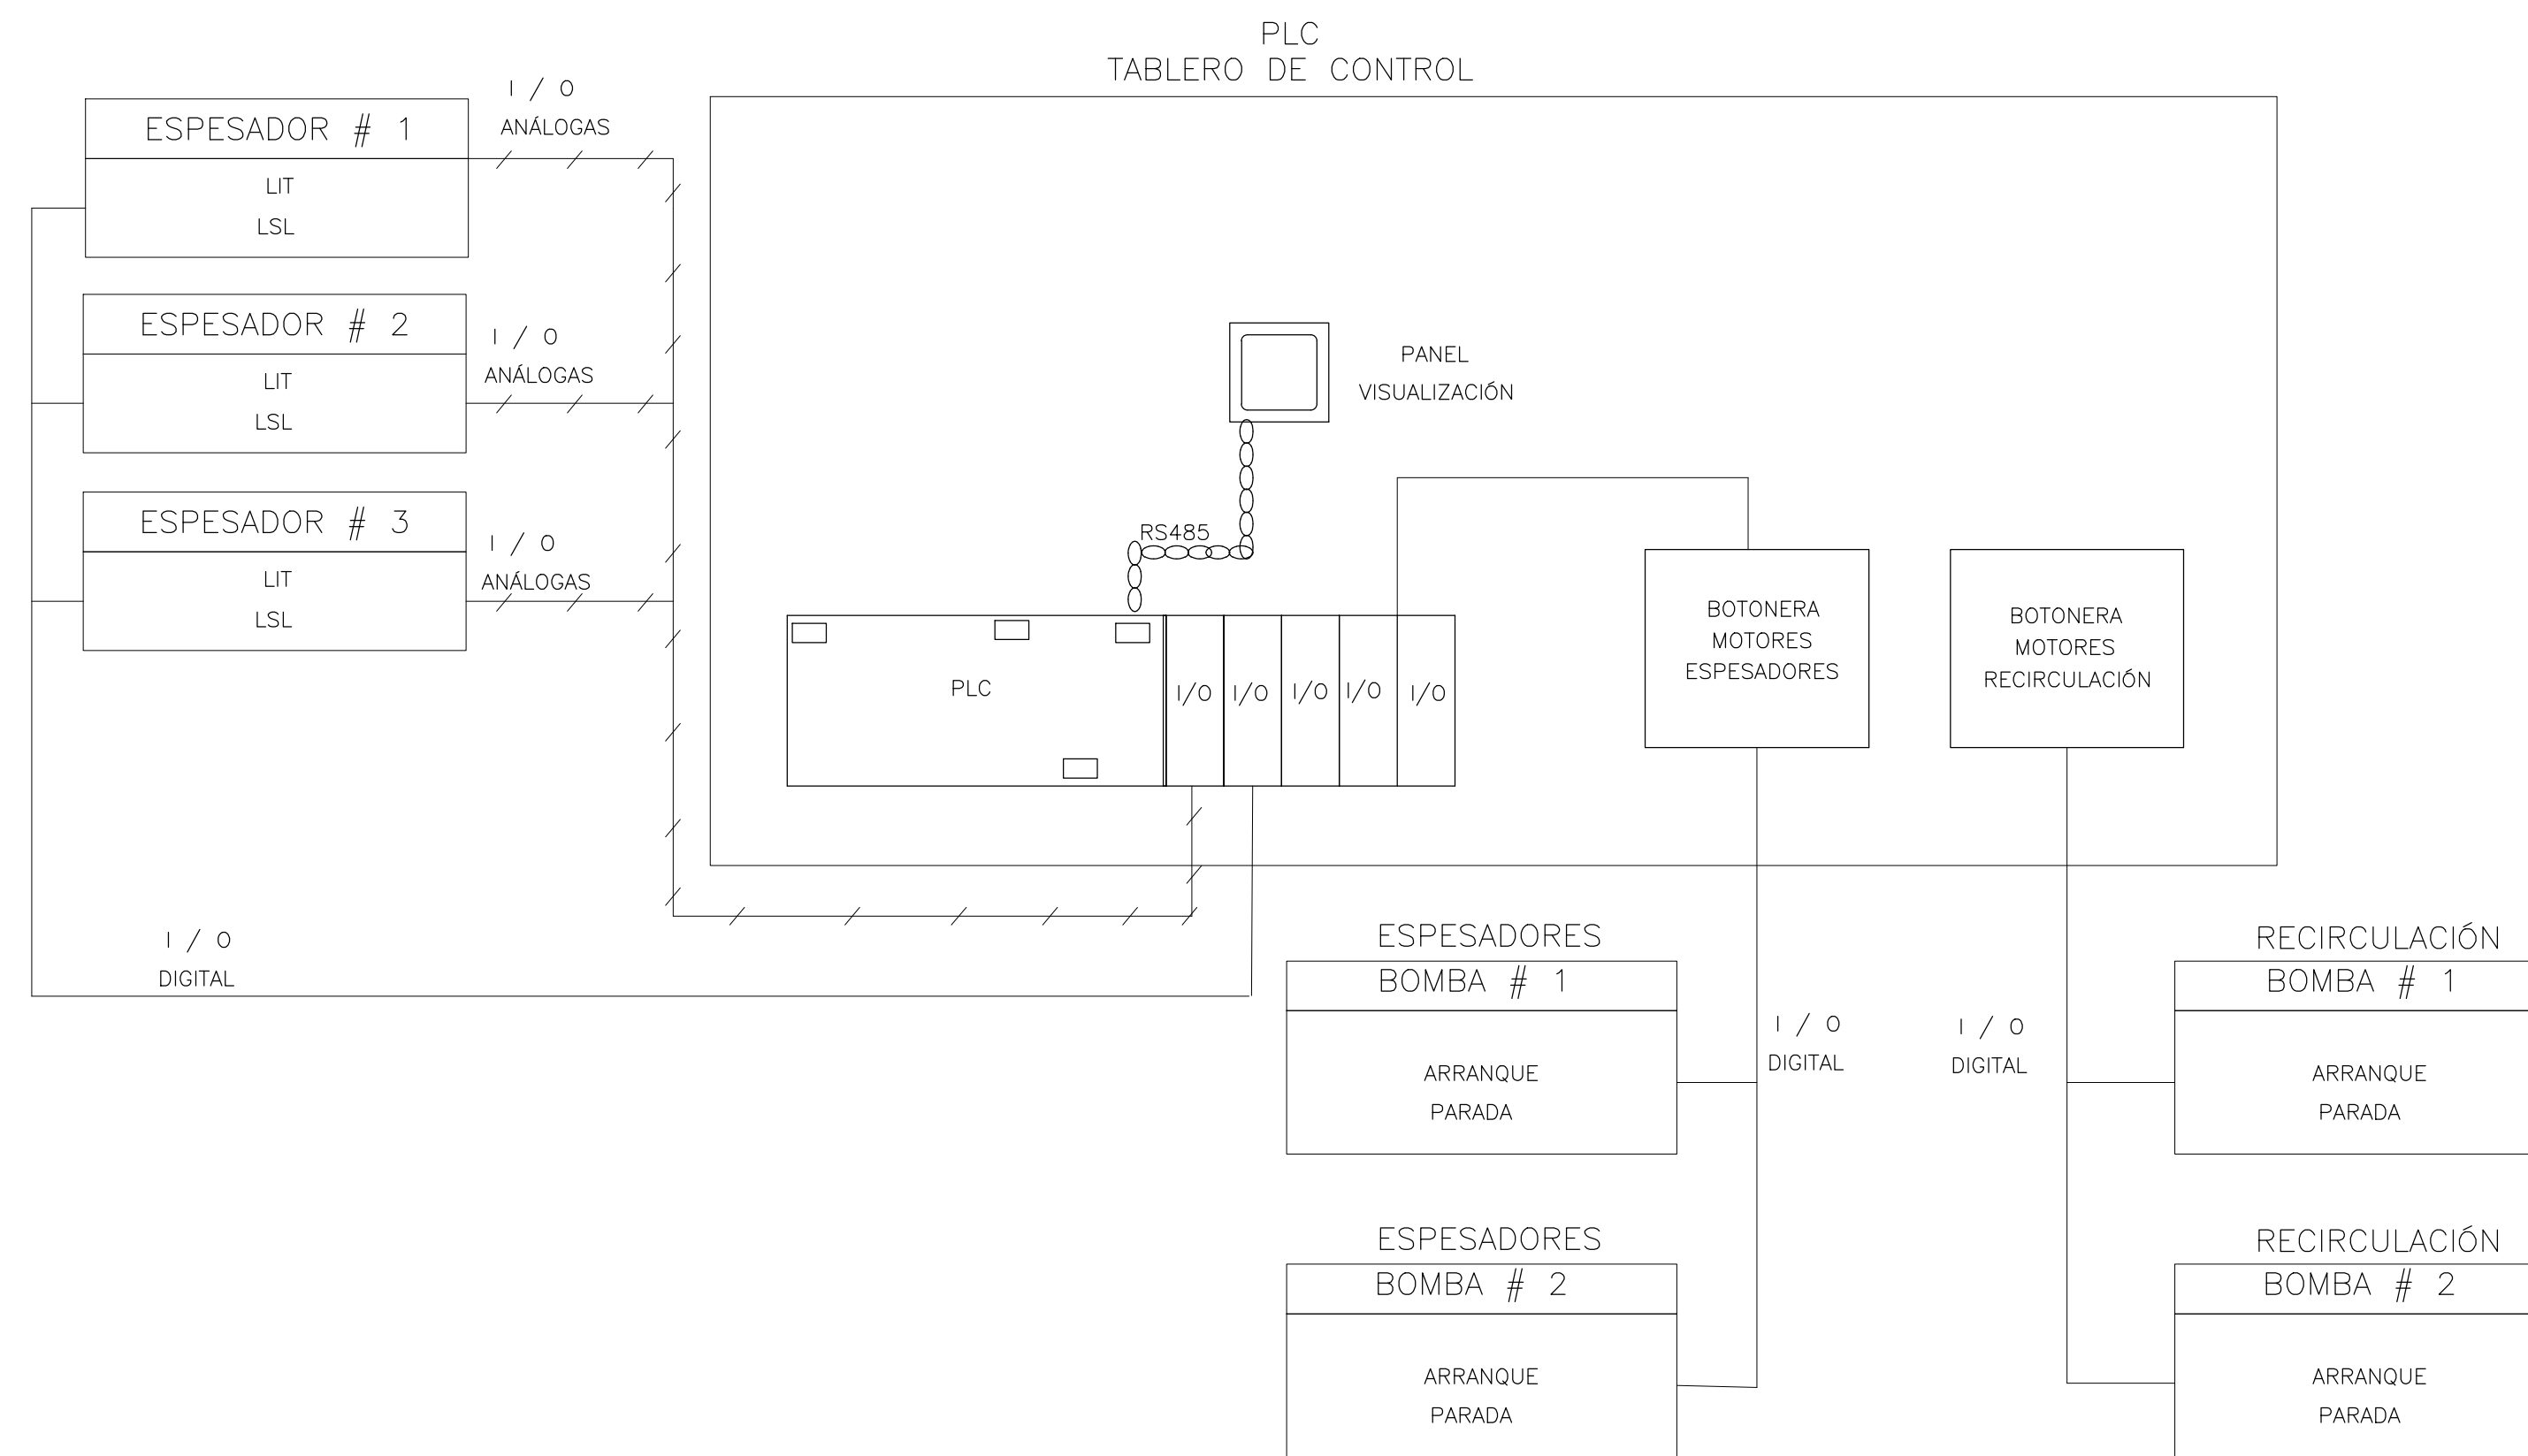 PLC
TABLERO DE CONTROL
ESPESADOR # 1
LIT
LSL
I / O
ANÁLOGAS
ESPESADOR # 2
LIT
LSL
I / O
ANÁLOGAS
ESPESADOR # 3
LIT
LSL
I / O
ANÁLOGAS
PANEL
VISUALIZACIÓN
RS485
PLC
I/O
I/O
I/O
I/O
I/O
BOTONERA
MOTORES
ESPESADORES
BOTONERA
MOTORES
RECIRCULACIÓN
I / O
DIGITAL
ESPESADORES
BOMBA # 1
ARRANQUE
PARADA
I / O
DIGITAL
I / O
DIGITAL
RECIRCULACIÓN
BOMBA # 1
ARRANQUE
PARADA
ESPESADORES
BOMBA # 2
ARRANQUE
PARADA
RECIRCULACIÓN
BOMBA # 2
ARRANQUE
PARADA